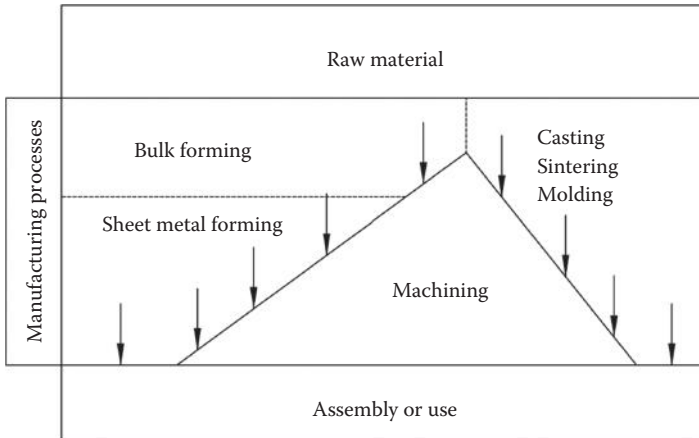 Raw material
Manufacturing processes
Bulk forming
Casting
Sintering
Molding
Sheet metal forming
Machining
Assembly or use